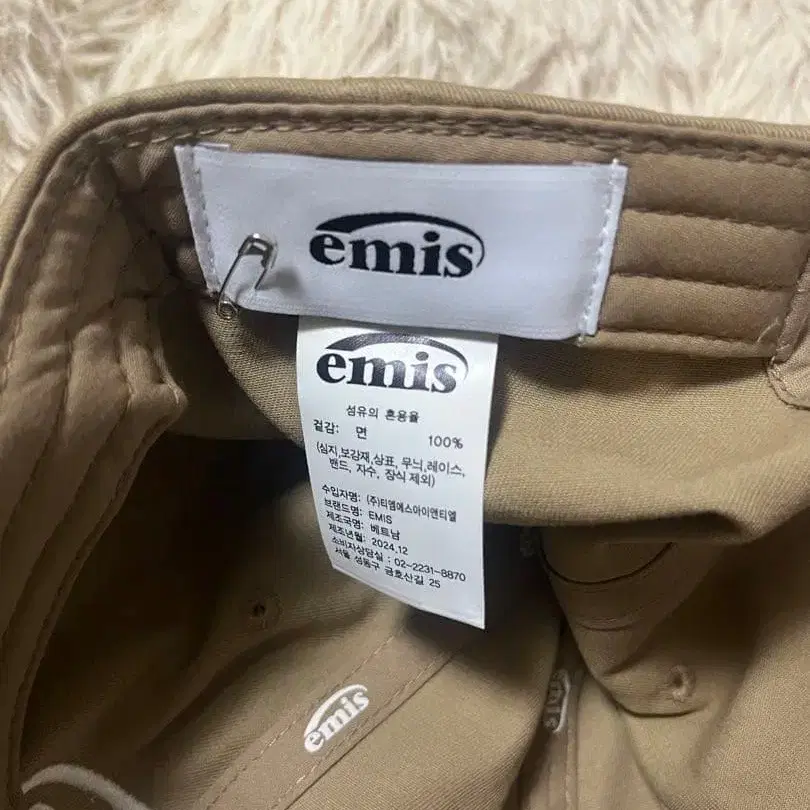 emis
emis
섬유의 혼용율
겉감: 면 100%
(심지,보강재,상표, 무늬,레이스,
밴드, 자수, 장식 제외)
수입자명: (주)티엠에스아이앤티엘
브랜드명: EMIS
제조국명: 베트남
제조년월: 2024.12
소비자상담실 : 02-2231-8870
서울 성동구 금호산길 25
emis
emis